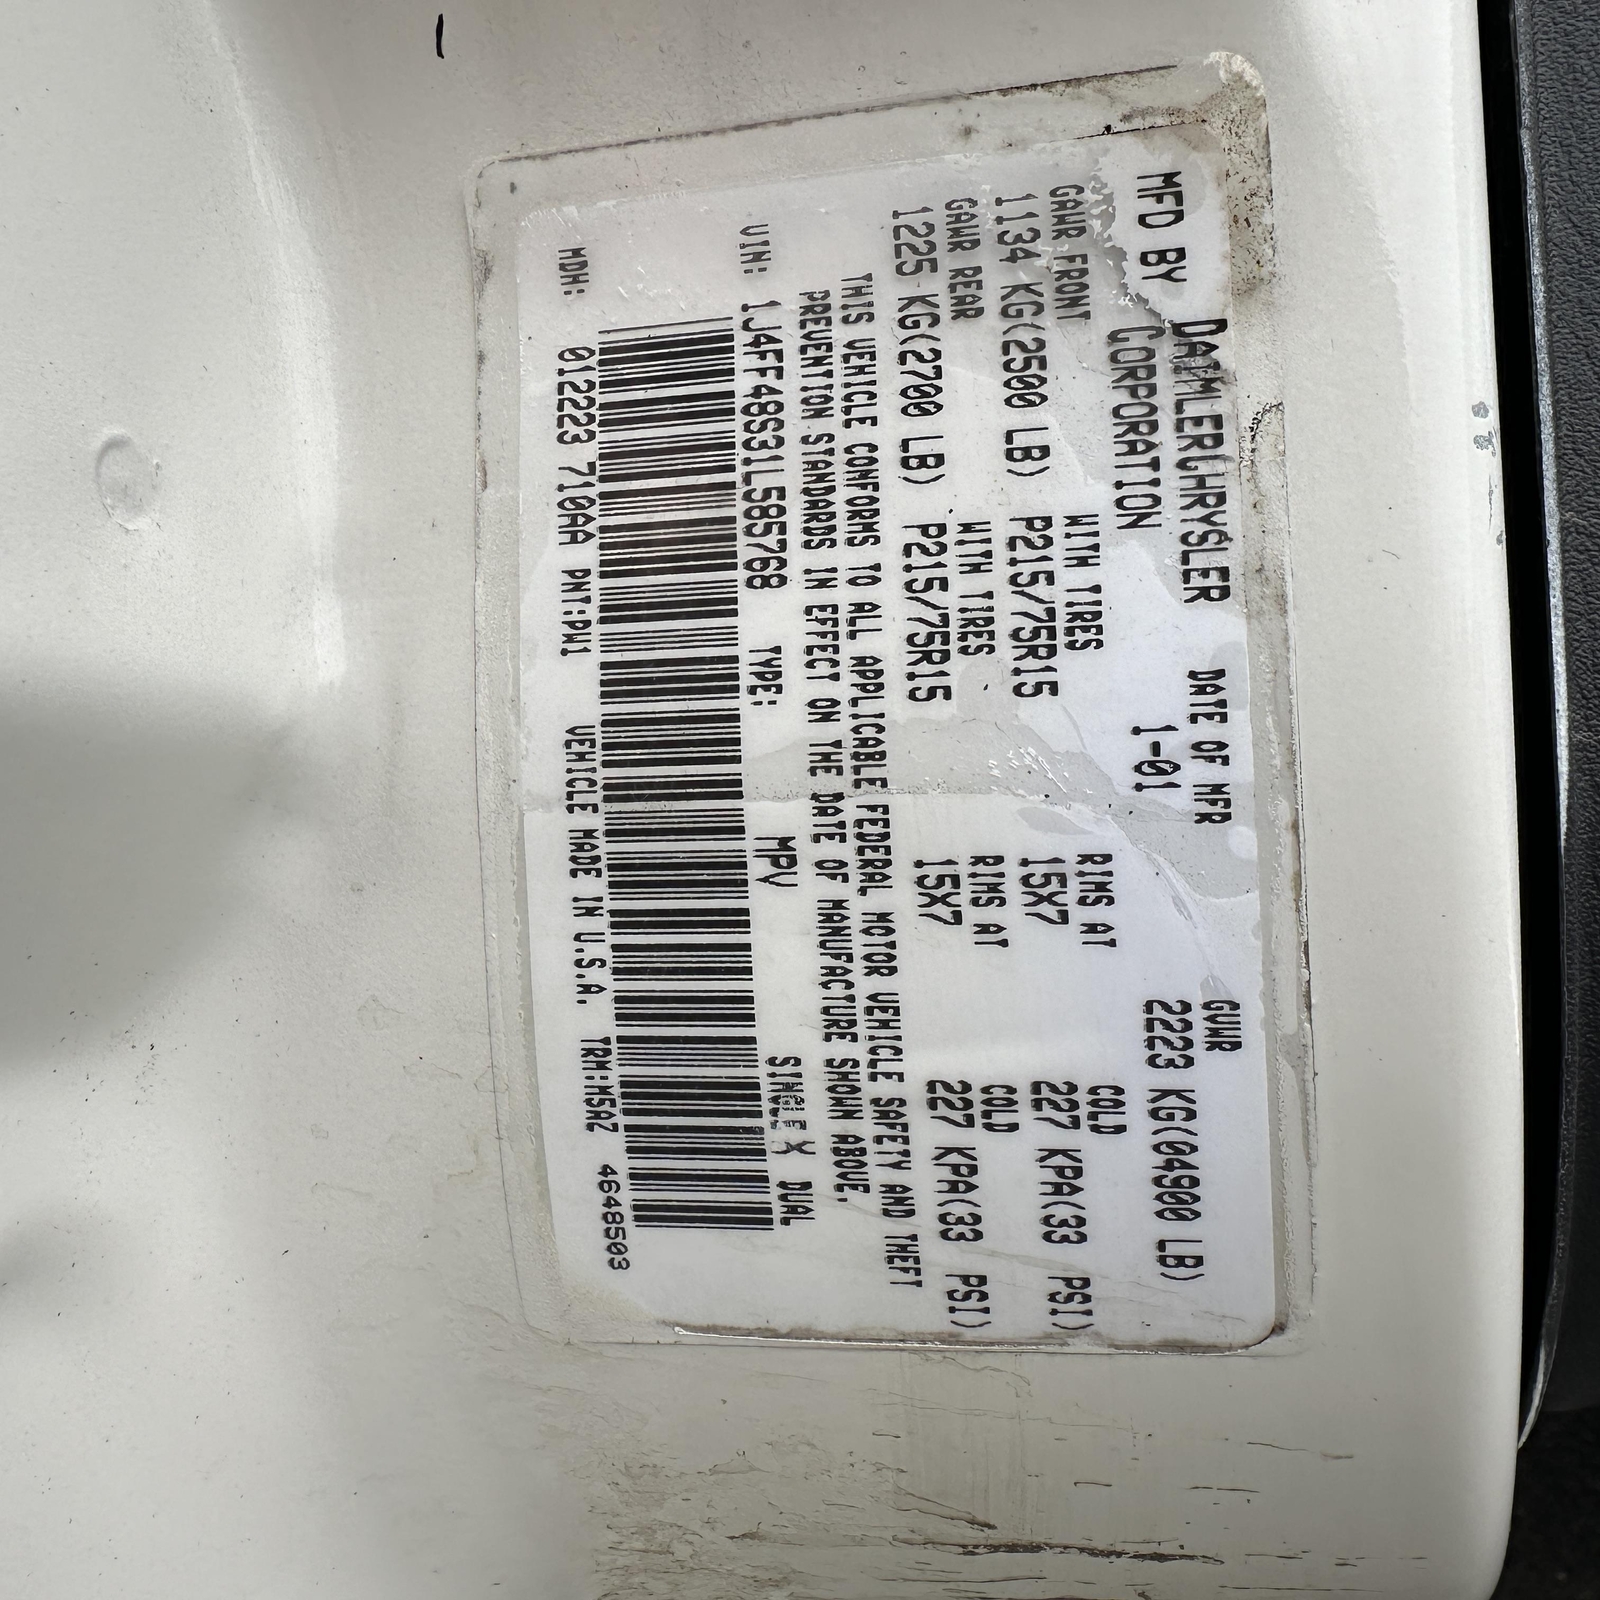 MFD BY DAIMLERCHRYSLER CORPORATION
DATE OF MFR 1-01
GVWR 2223 KG(04900 LB)
GAWR FRONT WITH TIRES RIMS AT COLD
1134 KG(2500 LB) P215/75R15 15X7 227 KPA(33 PSI)
GAWR REAR WITH TIRES RIMS AT COLD
1225 KG(2700 LB) P215/75R15 15X7 227 KPA(33 PSI)
THIS VEHICLE CONFORMS TO ALL APPLICABLE FEDERAL MOTOR VEHICLE SAFETY AND THEFT
PREVENTION STANDARDS IN EFFECT ON THE DATE OF MANUFACTURE SHOWN ABOVE.
VIN: 1J4FF48S31L585768 TYPE: MPV SINGLE X DUAL
MDH: 012223 710AA PNT:PW1 VEHICLE MADE IN U.S.A. TRM:M5AZ 4648503